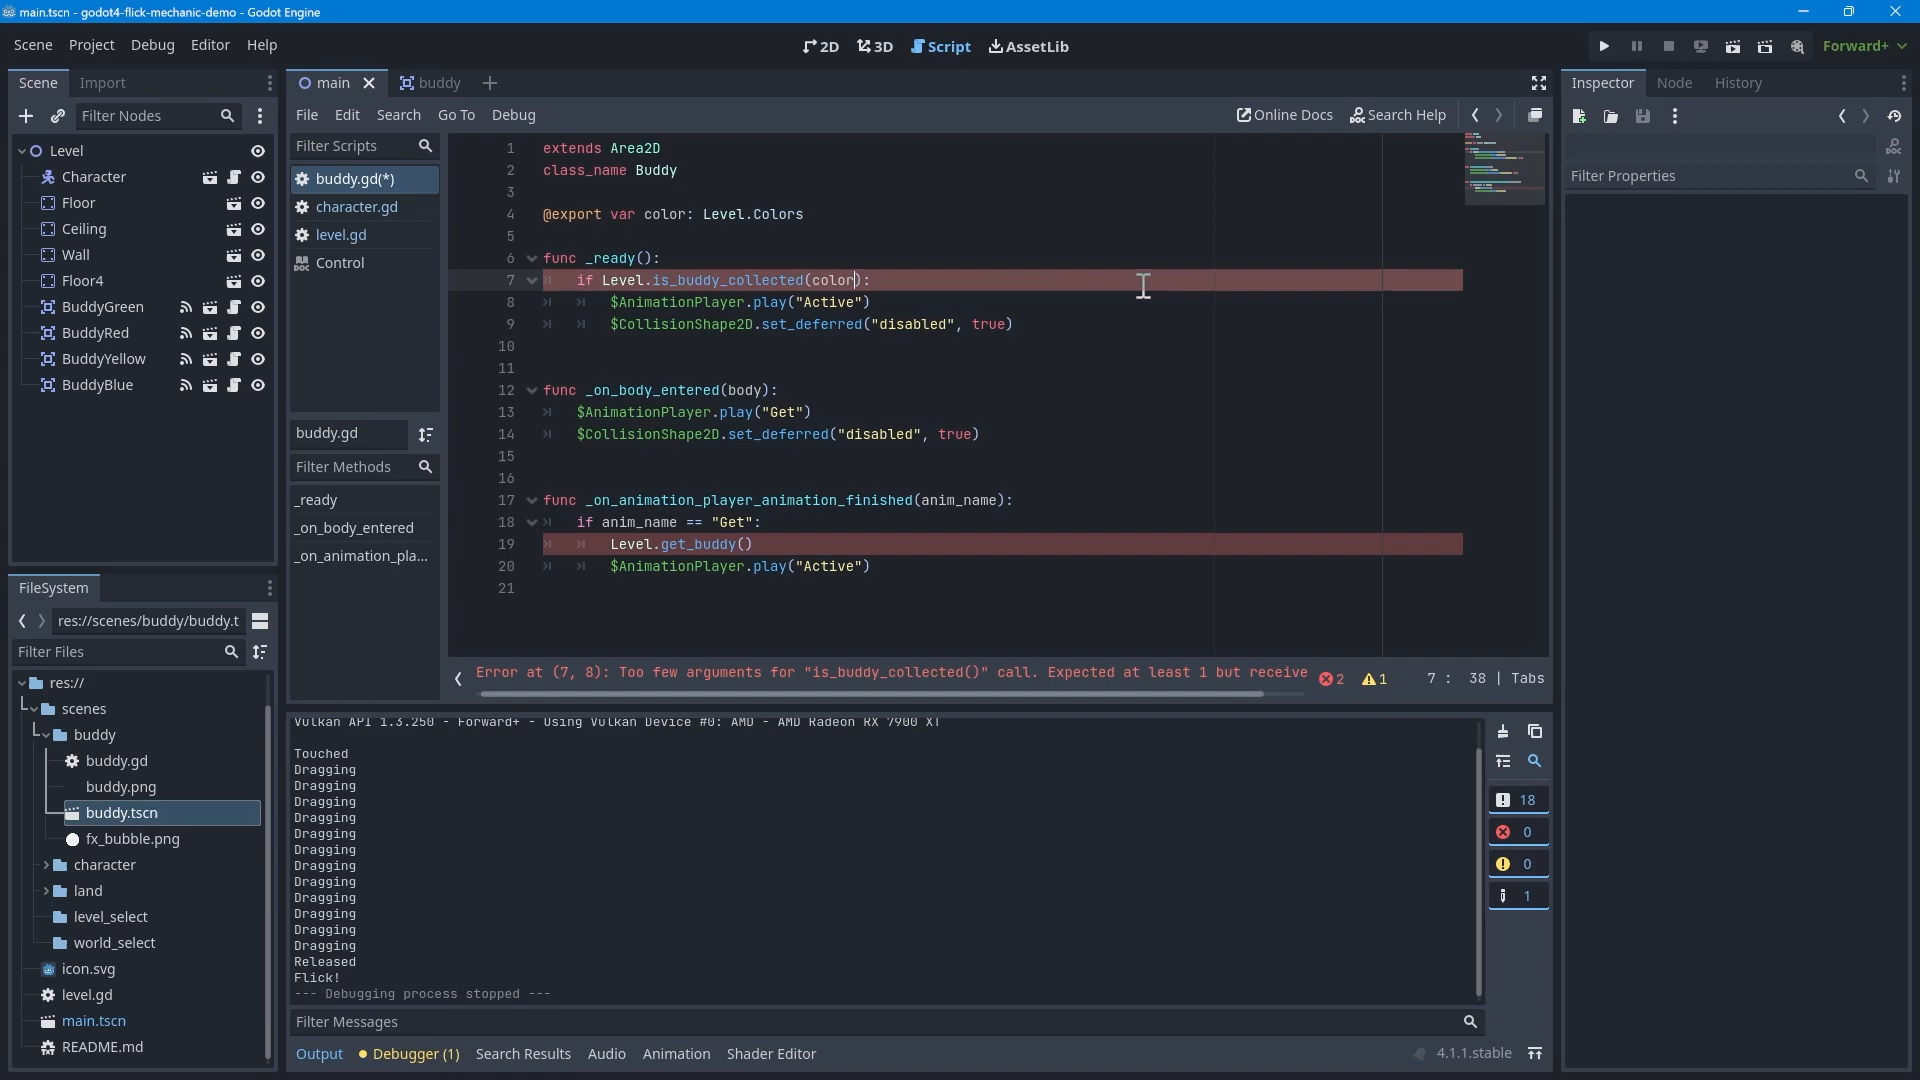 main.tscn - godot4-flick-mechanic-demo - Godot Engine
Scene Project Debug Editor Help
2D 3D Script AssetLib
Forward+
Scene Import
Filter Nodes
Level
Character
Floor
Ceiling
Wall
Floor4
BuddyGreen
BuddyRed
BuddyYellow
BuddyBlue
FileSystem
res://scenes/buddy/buddy.t
Filter Files
res://
scenes
buddy
buddy.gd
buddy.png
buddy.tscn
fx_bubble.png
character
land
level_select
world_select
icon.svg
level.gd
main.tscn
README.md
main buddy
File Edit Search Go To Debug
Online Docs Search Help
Filter Scripts
buddy.gd(*)
character.gd
level.gd
Control
buddy.gd
Filter Methods
_ready
_on_body_entered
_on_animation_pla...
1 extends Area2D
2 class_name Buddy
3
4 @export var color: Level.Colors
5
6 func _ready():
7 if Level.is_buddy_collected(color):
8 $AnimationPlayer.play("Active")
9 $CollisionShape2D.set_deferred("disabled", true)
10
11
12 func _on_body_entered(body):
13 $AnimationPlayer.play("Get")
14 $CollisionShape2D.set_deferred("disabled", true)
15
16
17 func _on_animation_player_animation_finished(anim_name):
18 if anim_name == "Get":
19 Level.get_buddy()
20 $AnimationPlayer.play("Active")
21
Error at (7, 8): Too few arguments for "is_buddy_collected()" call. Expected at least 1 but receive
2 1 7 : 38 | Tabs
Vulkan API 1.3.250 - Forward+ - Using Vulkan Device #0: AMD - AMD Radeon RX 7900 XT
Touched
Dragging
Dragging
Dragging
Dragging
Dragging
Dragging
Dragging
Dragging
Dragging
Dragging
Dragging
Dragging
Released
Flick!
--- Debugging process stopped ---
Filter Messages
18
0
0
1
Output Debugger (1) Search Results Audio Animation Shader Editor
4.1.1.stable
Inspector Node History
Filter Properties